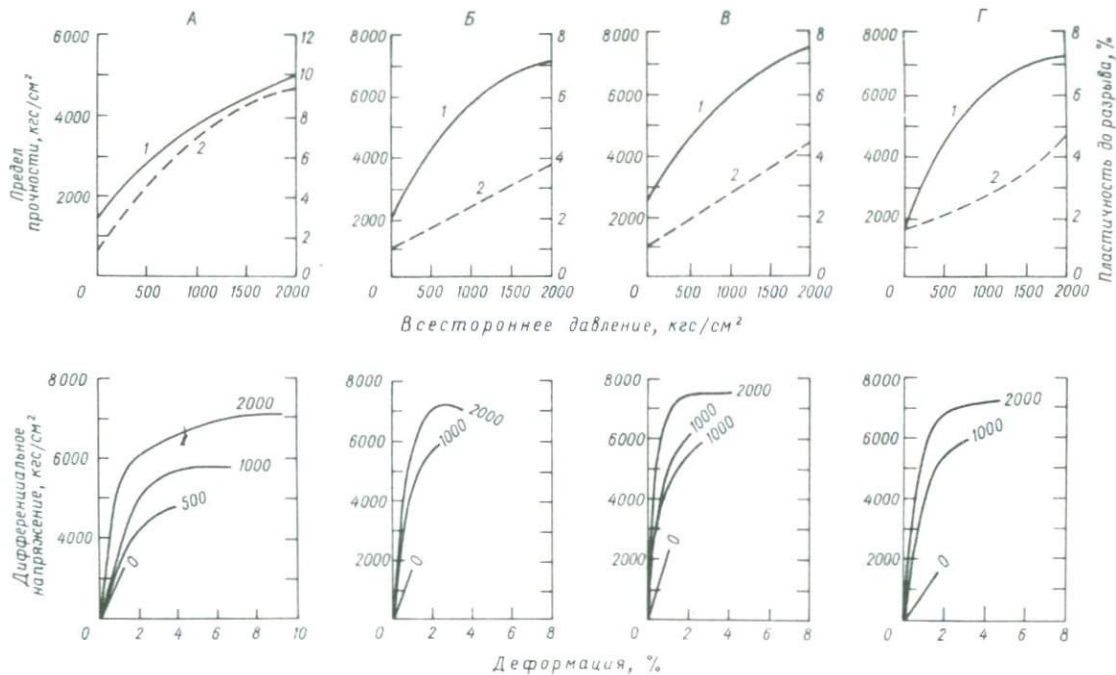 А Б В Г
6000 4000 2000
12 10 8 6 4 2 0
0 500 1000 1500 2000
1 2
8000 6000 4000 2000
8 6 4 2 0
0 500 1000 1500 2000
1 2
8000 6000 4000 2000
8 6 4 2 0
0 500 1000 1500 2000
1 2
8000 6000 4000 2000
8 6 4 2 0
0 500 1000 1500 2000
1 2
Предел
прочности, кгс/см²
Пластичность до разрыва, %
Всестороннее давление, кгс/см²
8000 6000 4000
0 2 4 6 8 10
2000 1000 500 0
8000 6000 4000 2000
0 2 4 6 8
2000 1000 0
8000 6000 4000 2000
0 2 4 6 8
2000 1000 1000 0
8000 6000 4000 2000
0 2 4 6 8
2000 1000 0
Дифференциальное
напряжение, кгс/см²
Деформация, %